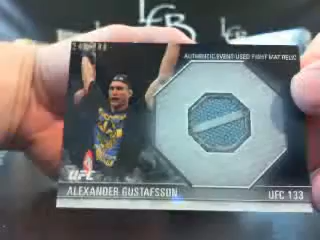 AUTHENTIC EVENT-USED FIGHT MAT RELIC
UFC
ALEXANDER GUSTAFSSON
UFC 133